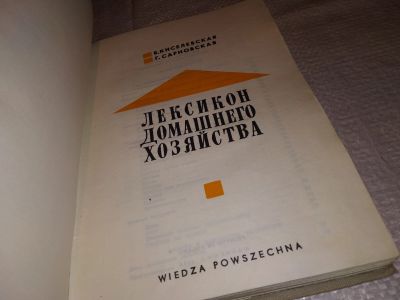 Б. КИСЕЛЕВСКАЯ
Г. САРНОВСКАЯ
ЛЕКСИКОН
ДОМАШНЕГО
ХОЗЯЙСТВА
WIEDZA POWSZECHNA